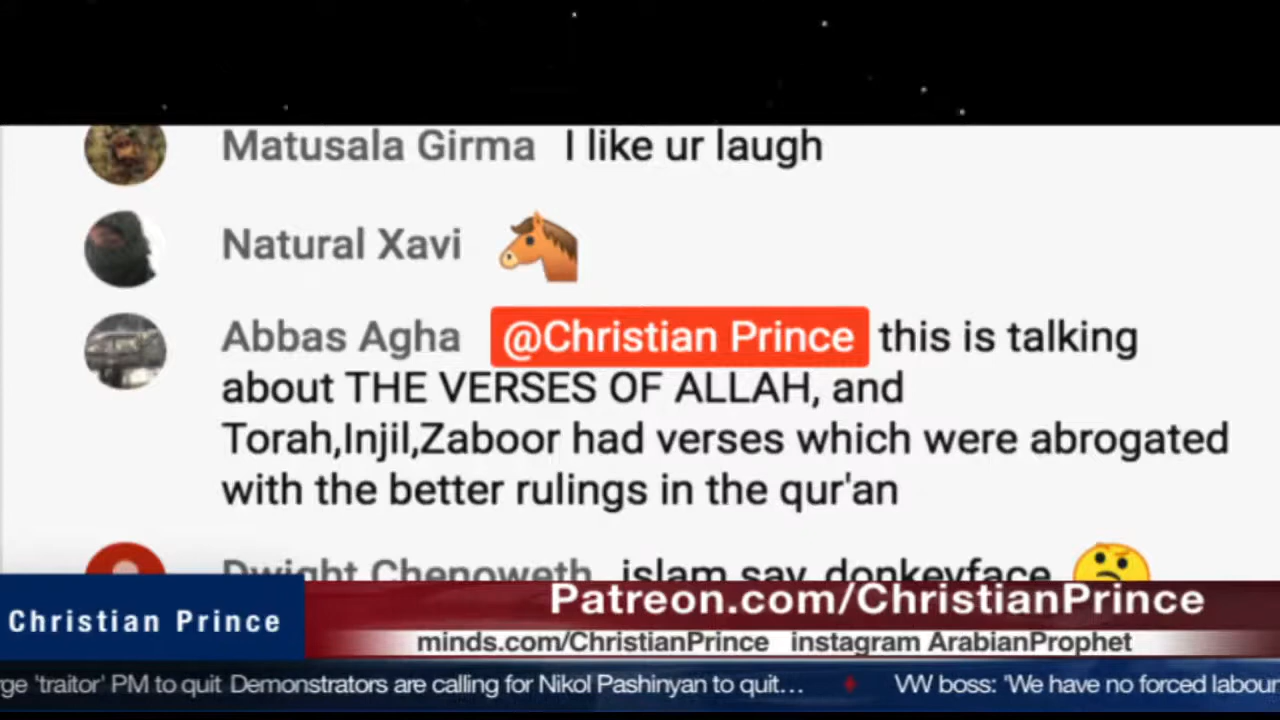 Matusala Girma I like ur laugh
Natural Xavi
Abbas Agha @Christian Prince this is talking
about THE VERSES OF ALLAH, and
Torah,Injil,Zaboor had verses which were abrogated
with the better rulings in the qur'an
Dwight Chenoweth islam say donkeyface
Patreon.com/ChristianPrince
Christian Prince
minds.com/ChristianPrince instagram ArabianProphet
'traitor' PM to quit Demonstrators are calling for Nikol Pashinyan to quit... VW boss: 'We have no forced labour